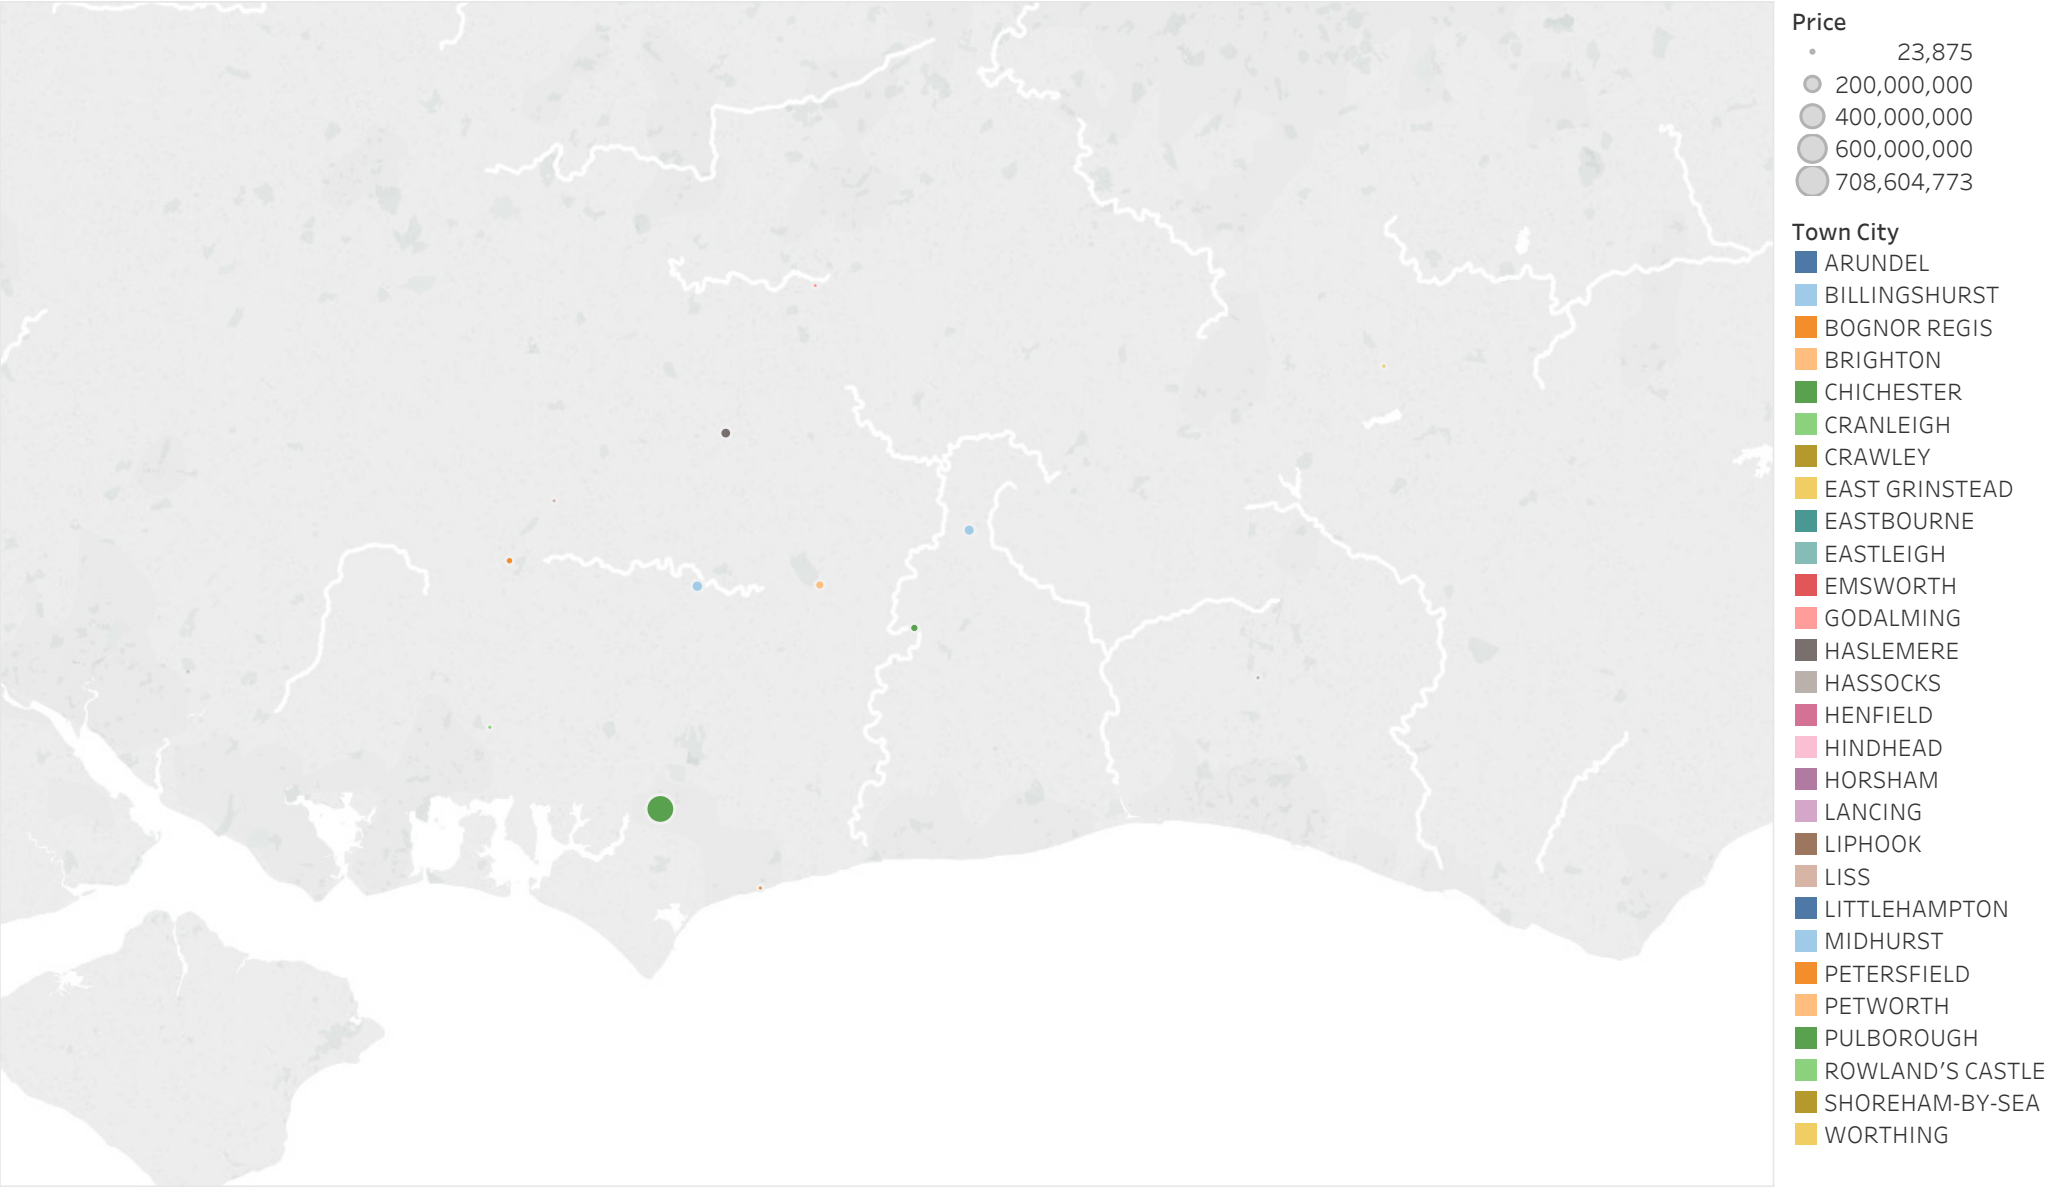 Price
23,875
200,000,000
400,000,000
600,000,000
708,604,773
Town City
ARUNDEL
BILLINGSHURST
BOGNOR REGIS
BRIGHTON
CHICHESTER
CRANLEIGH
CRAWLEY
EAST GRINSTEAD
EASTBOURNE
EASTLEIGH
EMSWORTH
GODALMING
HASLEMERE
HASSOCKS
HENFIELD
HINDHEAD
HORSHAM
LANCING
LIPHOOK
LISS
LITTLEHAMPTON
MIDHURST
PETERSFIELD
PETWORTH
PULBOROUGH
ROWLAND’S CASTLE
SHOREHAM-BY-SEA
WORTHING